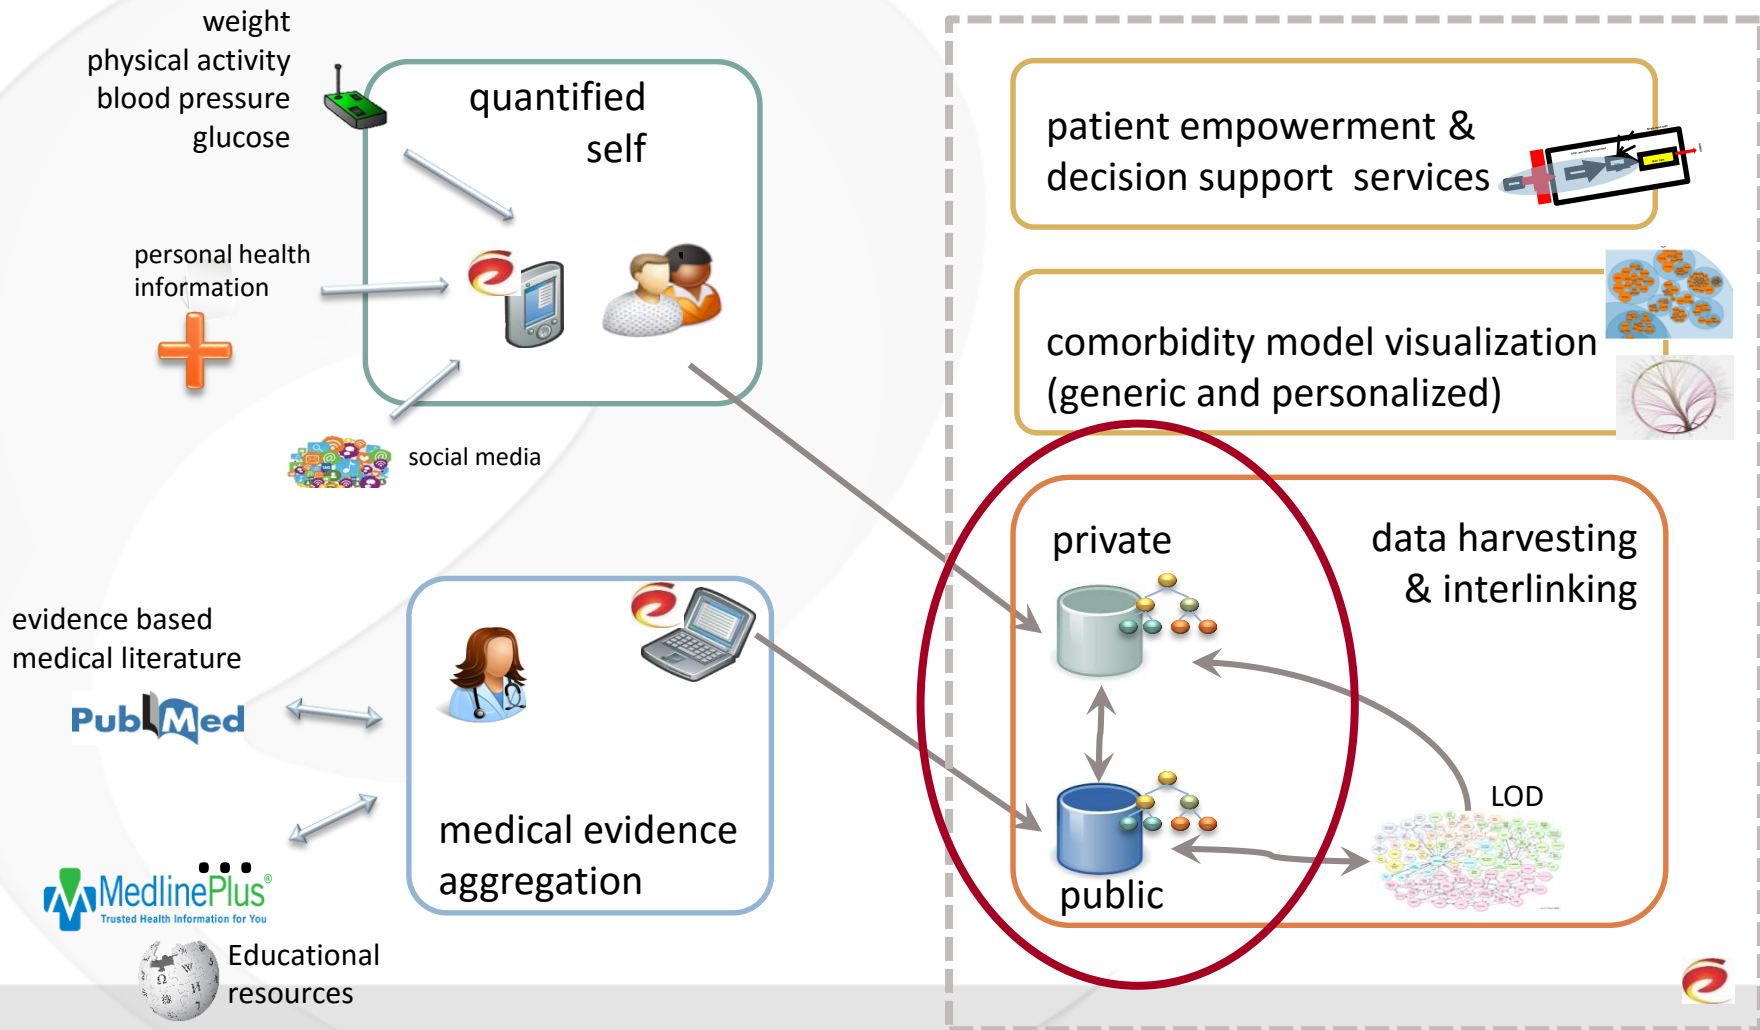 weight
physical activity
blood pressure
glucose
quantified
self
personal health
information
social media
evidence based
medical literature
PubMed
MedlinePlus®
Trusted Health Information for You
Educational
resources
medical evidence
aggregation
patient empowerment &
decision support services
comorbidity model visualization
(generic and personalized)
private
data harvesting
& interlinking
LOD
public